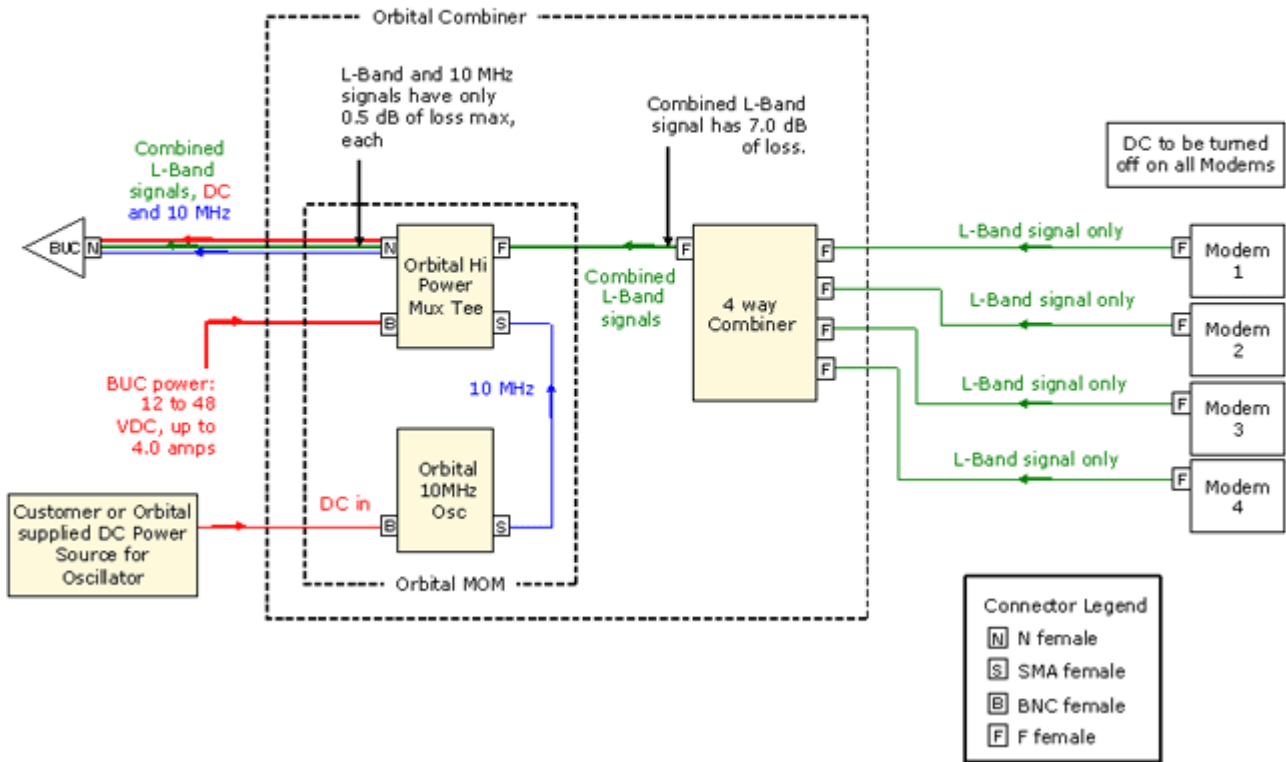 Orbital Combiner
L-Band and 10 MHz
signals have only
0.5 dB of loss max,
each
Combined L-Band
signal has 7.0 dB
of loss.
DC to be turned
off on all Modems
Combined
L-Band
signals, DC
and 10 MHz
BUC
N
N
Orbital Hi
Power
Mux Tee
F
B
S
Combined
L-Band
signals
F
4 way
Combiner
F
F
F
F
L-Band signal only
F
Modem
1
L-Band signal only
F
Modem
2
L-Band signal only
F
Modem
3
L-Band signal only
F
Modem
4
BUC power:
12 to 48
VDC, up to
4.0 amps
10 MHz
Orbital
10MHz
Osc
B
S
DC in
Customer or Orbital
supplied DC Power
Source for
Oscillator
Orbital MOM
Connector Legend
N N female
S SMA female
B BNC female
F F female